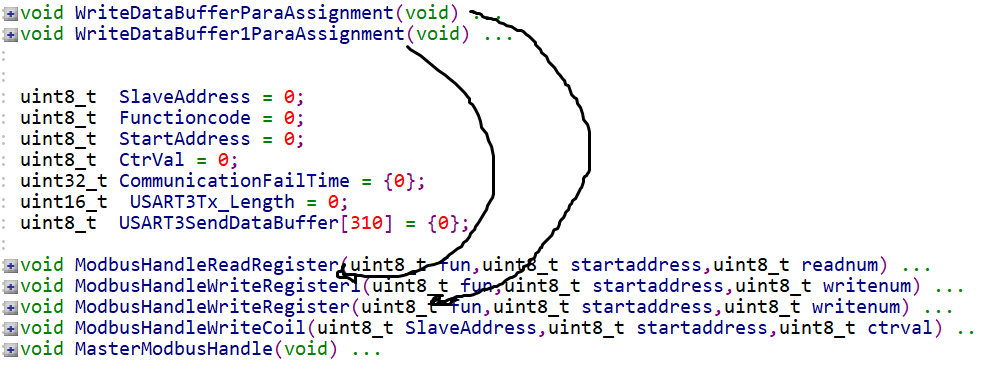 void WriteDataBufferParaAssignment(void) ...
void WriteDataBuffer1ParaAssignment(void) ...
uint8_t  SlaveAddress = 0;
uint8_t  Functioncode = 0;
uint8_t  StartAddress = 0;
uint8_t  CtrVal = 0;
uint32_t CommunicationFailTime = {0};
uint16_t  USART3Tx_Length = 0;
uint8_t  USART3SendDataBuffer[310] = {0};
void ModbusHandleReadRegister(uint8_t fun,uint8_t startaddress,uint8_t readnum) ...
void ModbusHandleWriteRegister1(uint8_t fun,uint8_t startaddress,uint8_t writenum) ...
void ModbusHandleWriteRegister(uint8_t fun,uint8_t startaddress,uint8_t writenum) ...
void ModbusHandleWriteCoil(uint8_t SlaveAddress,uint8_t startaddress,uint8_t ctrval) ..
void MasterModbusHandle(void) ...